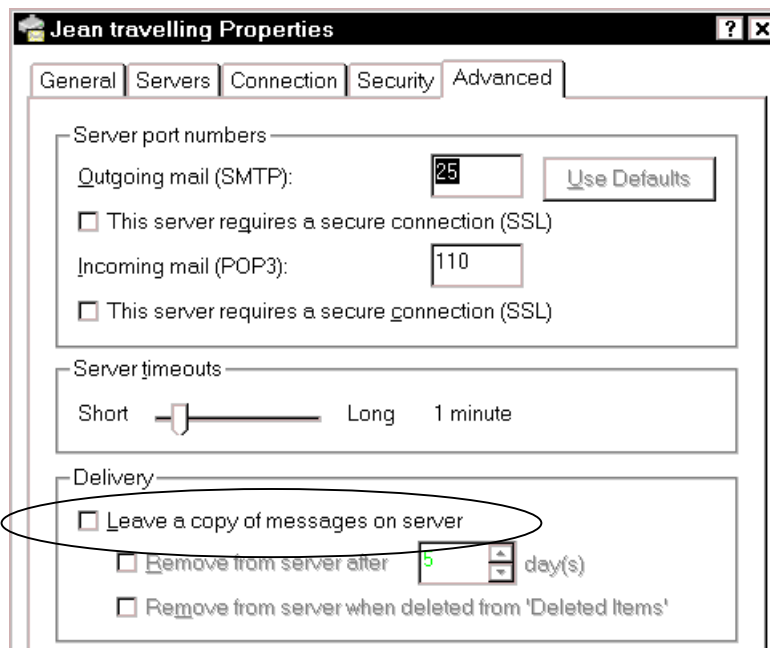 Jean travelling Properties
General Servers Connection Security Advanced
Server port numbers
Outgoing mail (SMTP): 25 Use Defaults
This server requires a secure connection (SSL)
Incoming mail (POP3): 110
This server requires a secure connection (SSL)
Server timeouts
Short Long 1 minute
Delivery
Leave a copy of messages on server
Remove from server after 5 day(s)
Remove from server when deleted from 'Deleted Items'